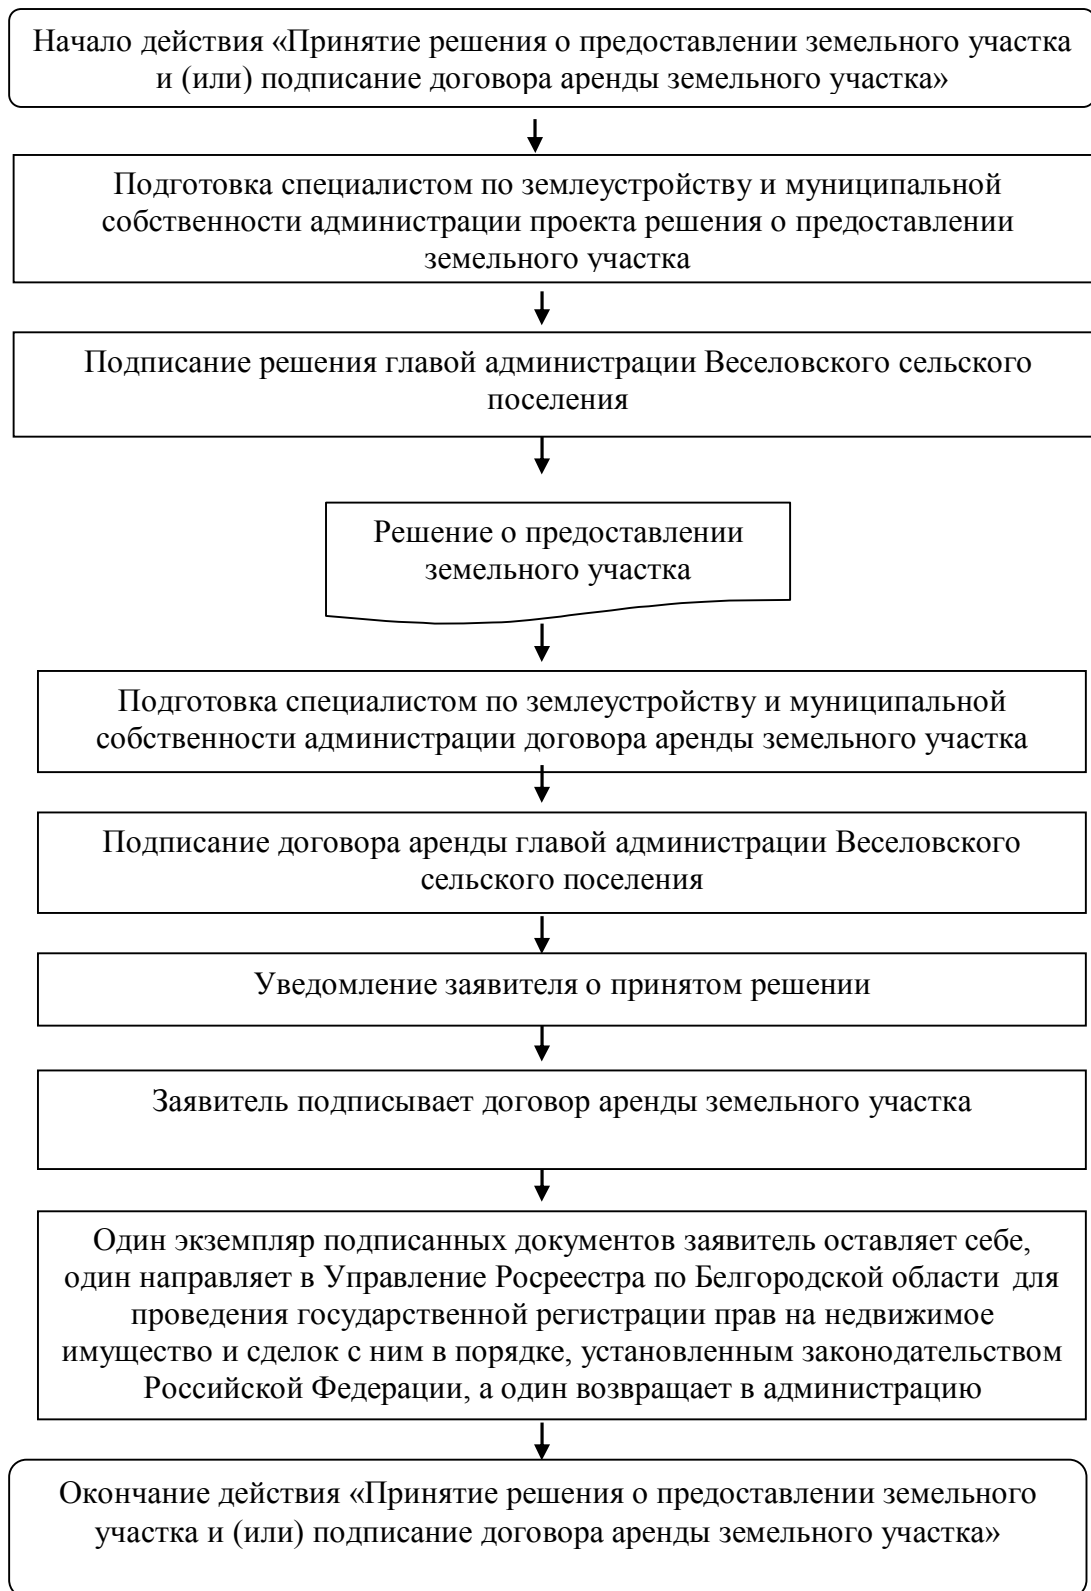 Начало действия «Принятие решения о предоставлении земельного участка
и (или) подписание договора аренды земельного участка»
Подготовка специалистом по землеустройству и муниципальной
собственности администрации проекта решения о предоставлении
земельного участка
Подписание решения главой администрации Веселовского сельского
поселения
Решение о предоставлении
земельного участка
Подготовка специалистом по землеустройству и муниципальной
собственности администрации договора аренды земельного участка
Подписание договора аренды главой администрации Веселовского
сельского поселения
Уведомление заявителя о принятом решении
Заявитель подписывает договор аренды земельного участка
Один экземпляр подписанных документов заявитель оставляет себе,
один направляет в Управление Росреестра по Белгородской области для
проведения государственной регистрации прав на недвижимое
имущество и сделок с ним в порядке, установленным законодательством
Российской Федерации, а один возвращает в администрацию
Окончание действия «Принятие решения о предоставлении земельного
участка и (или) подписание договора аренды земельного участка»